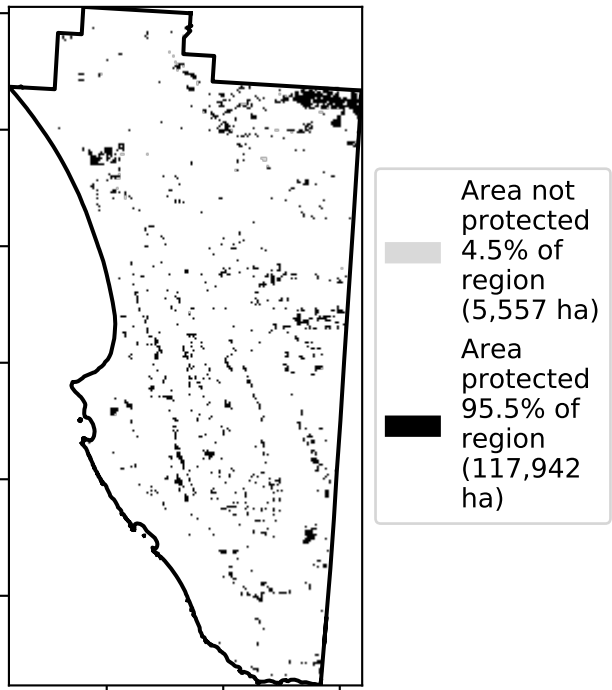 Area not
protected
4.5% of
region
(5,557 ha)
Area
protected
95.5% of
region
(117,942
ha)